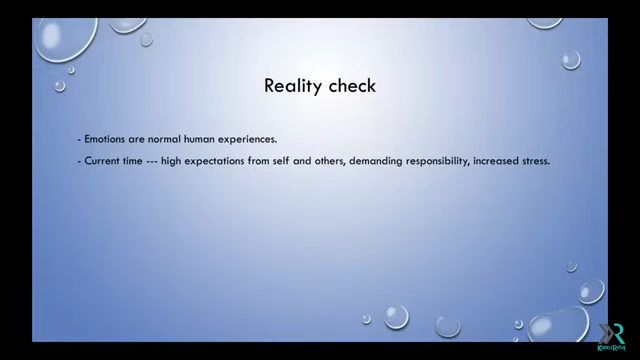 Reality check
- Emotions are normal human experiences.
- Current time --- high expectations from self and others, demanding responsibility, increased stress.